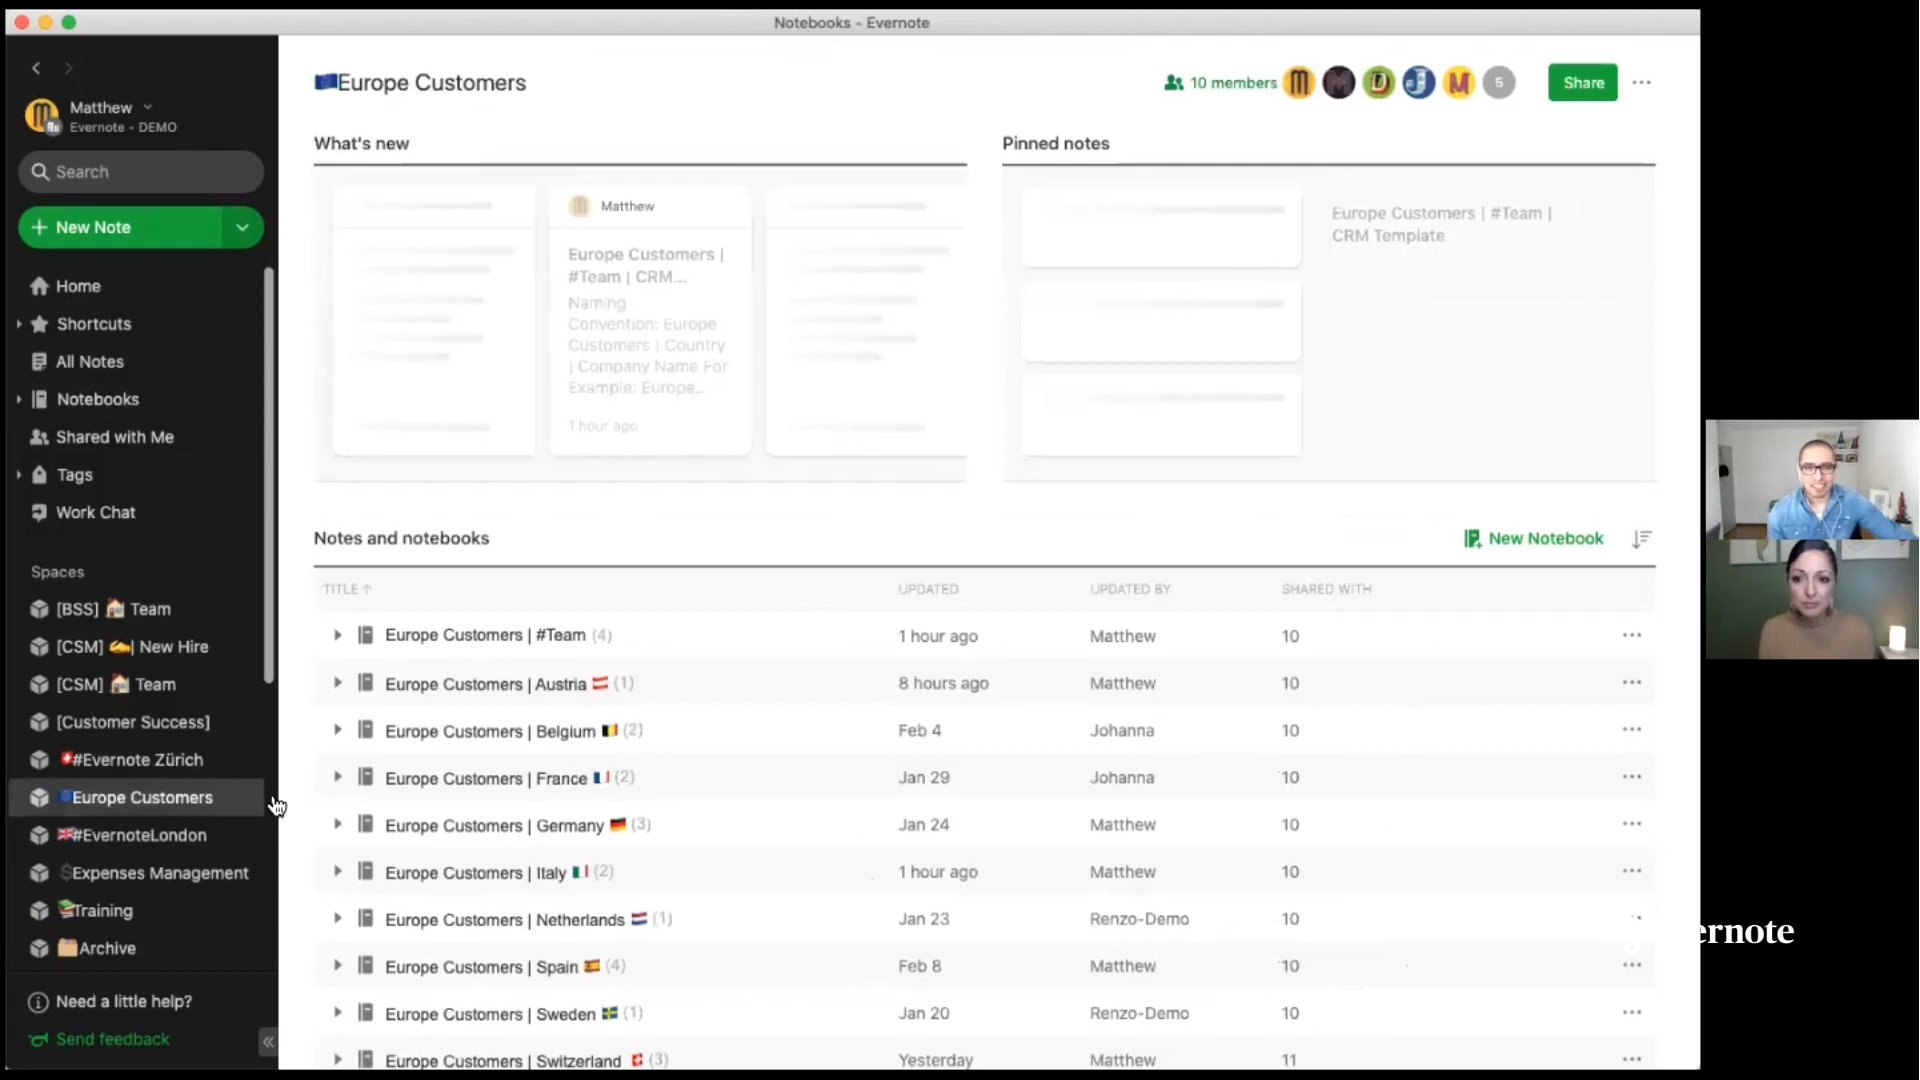 Notebooks - Evernote
Matthew
Evernote - DEMO
Search
New Note
Home
Shortcuts
All Notes
Notebooks
Shared with Me
Tags
Work Chat
Spaces
[BSS] Team
[CSM] | New Hire
[CSM] Team
[Customer Success]
#Evernote Zürich
Europe Customers
#EvernoteLondon
Expenses Management
Training
Archive
Need a little help?
Send feedback
Europe Customers
10 members
5
Share
What's new
Pinned notes
Matthew
Europe Customers |
#Team | CRM...
Naming
Convention: Europe
Customers | Country
| Company Name For
Example: Europe..
1 hour ago
Europe Customers | #Team |
CRM Template
Notes and notebooks
New Notebook
TITLE UPDATED UPDATED BY SHARED WITH
Europe Customers | #Team (4) 1 hour ago Matthew 10
Europe Customers | Austria (1) 8 hours ago Matthew 10
Europe Customers | Belgium (2) Feb 4 Johanna 10
Europe Customers | France (2) Jan 29 Johanna 10
Europe Customers | Germany (3) Jan 24 Matthew 10
Europe Customers | Italy (2) 1 hour ago Matthew 10
Europe Customers | Netherlands (1) Jan 23 Renzo-Demo 10
Europe Customers | Spain (4) Feb 8 Matthew 10
Europe Customers | Sweden (1) Jan 20 Renzo-Demo 10
Europe Customers | Switzerland (3) Yesterday Matthew 11
ernote